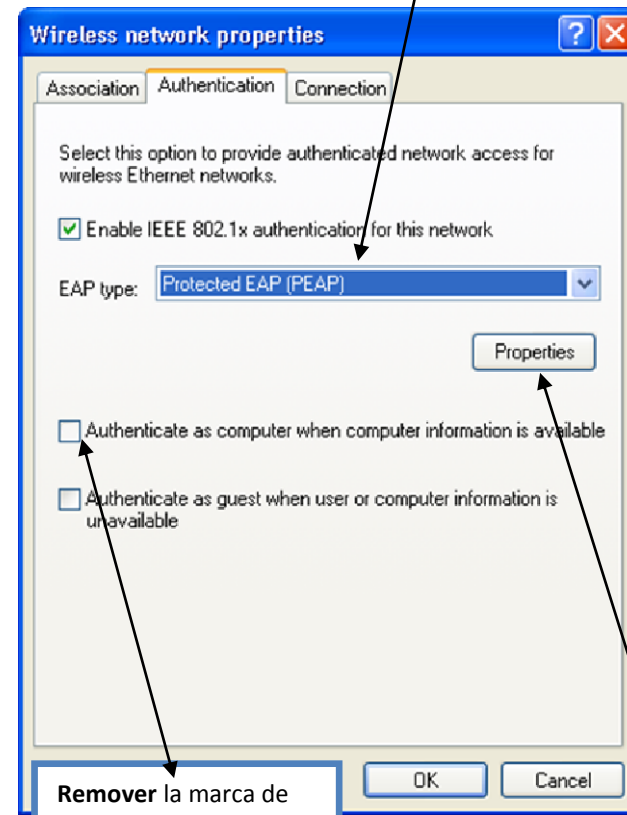 Wireless network properties
Association Authentication Connection
Select this option to provide authenticated network access for
wireless Ethernet networks.
Enable IEEE 802.1x authentication for this network
EAP type: Protected EAP (PEAP)
Properties
Authenticate as computer when computer information is available
Authenticate as guest when user or computer information is
unavailable
OK Cancel
Remover la marca de